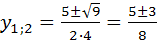 y₁;₂ = (5±√9)/(2·4) = (5±3)/8